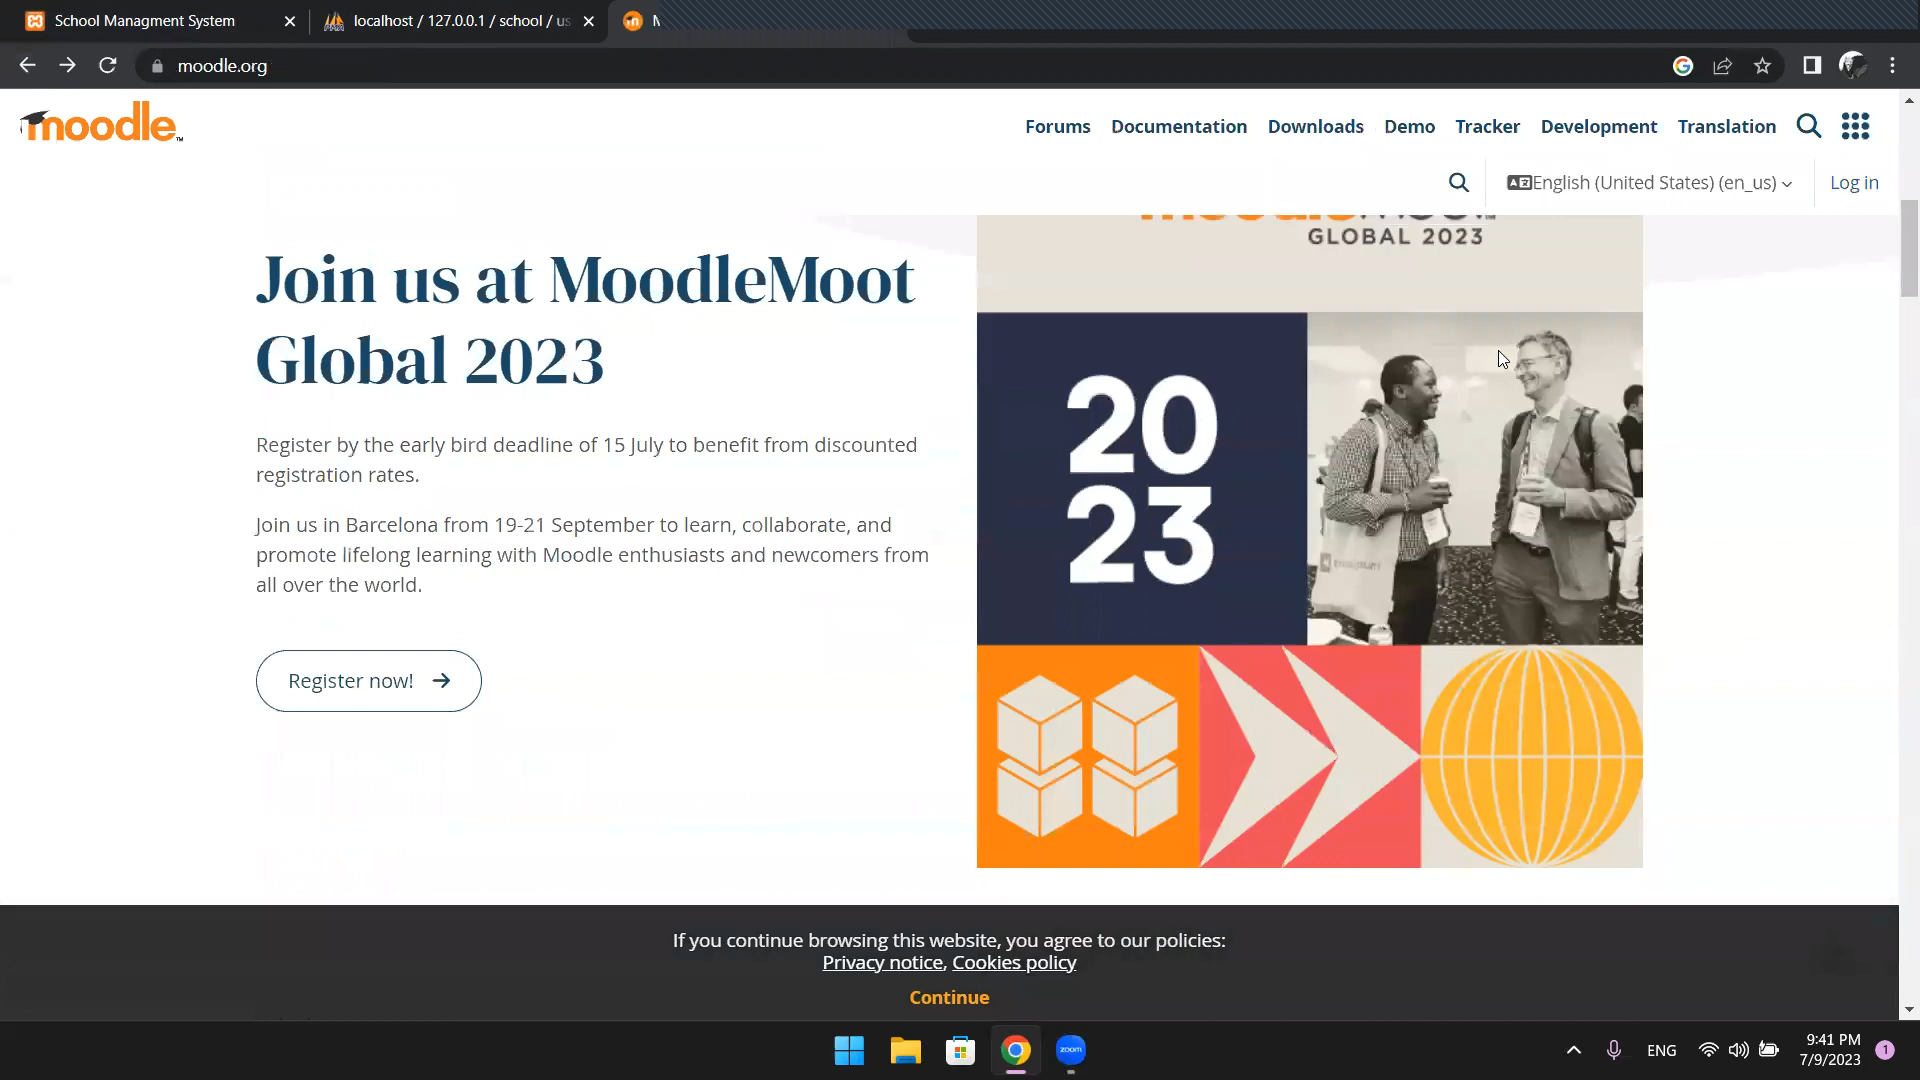 School Managment System
localhost / 127.0.0.1 / school / us
M
moodle.org
moodle
TM
Forums
Documentation
Downloads
Demo
Tracker
Development
Translation
English (United States) (en_us)
Log in
GLOBAL 2023
Join us at MoodleMoot
Global 2023
Register by the early bird deadline of 15 July to benefit from discounted
registration rates.
Join us in Barcelona from 19-21 September to learn, collaborate, and
promote lifelong learning with Moodle enthusiasts and newcomers from
all over the world.
Register now!
20
23
If you continue browsing this website, you agree to our policies:
Privacy notice, Cookies policy
Continue
zoom
ENG
9:41 PM
7/9/2023
1